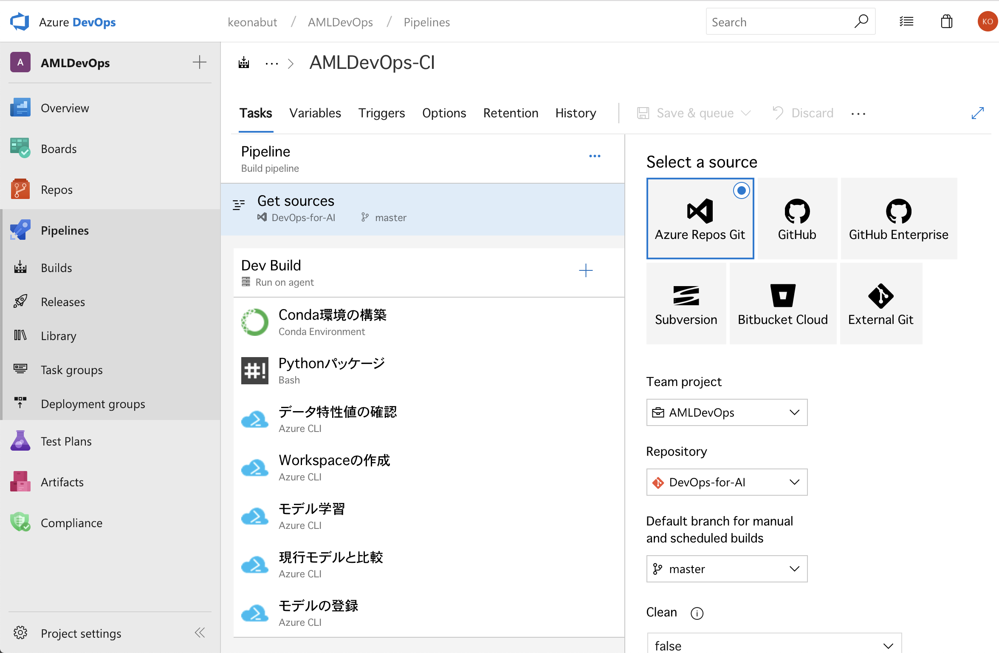 Azure DevOps
keonabut / AMLDevOps / Pipelines
Search
KO
A AMLDevOps
Overview
Boards
Repos
Pipelines
Builds
Releases
Library
Task groups
Deployment groups
Test Plans
Artifacts
Compliance
Project settings
... > AMLDevOps-CI
Tasks Variables Triggers Options Retention History
Save & queue Discard ...
Pipeline
Build pipeline
Get sources
DevOps-for-AI master
Dev Build
Run on agent
Conda環境の構築
Conda Environment
#! Pythonパッケージ
Bash
データ特性値の確認
Azure CLI
Workspaceの作成
Azure CLI
モデル学習
Azure CLI
現行モデルと比較
Azure CLI
モデルの登録
Azure CLI
Select a source
Azure Repos Git GitHub GitHub Enterprise
Subversion Bitbucket Cloud External Git
Team project
AMLDevOps
Repository
DevOps-for-AI
Default branch for manual
and scheduled builds
master
Clean i
false